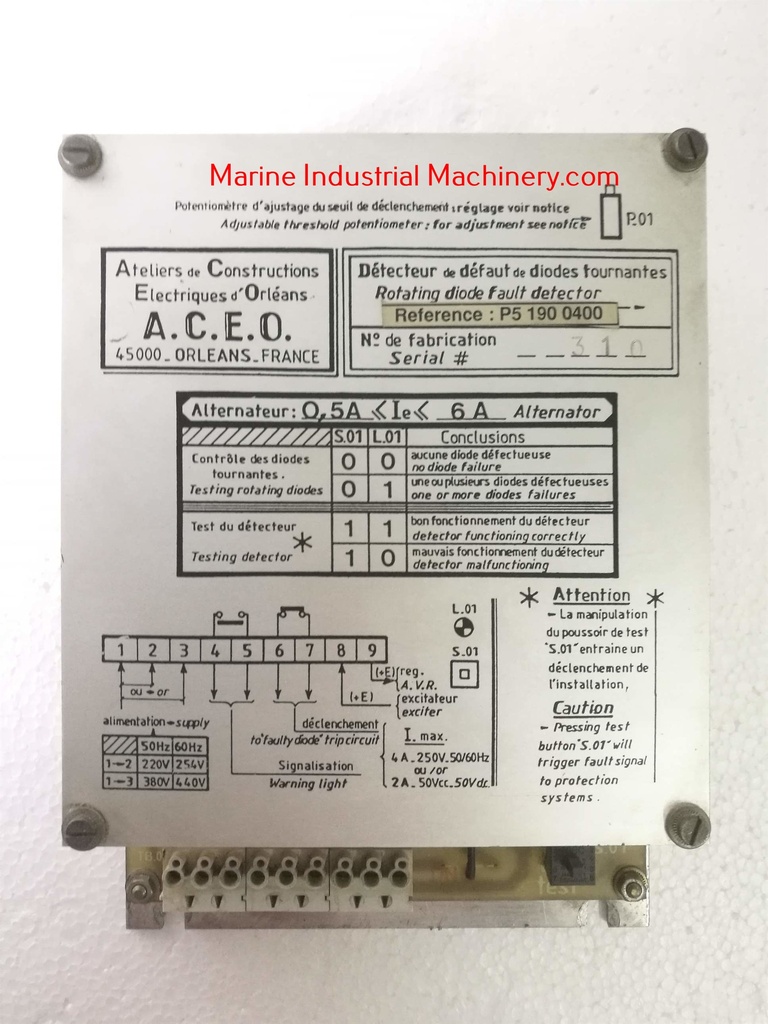 Marine Industrial Machinery.com
Potentiomètre d'ajustage du seuil de déclenchement : réglage voir notice
Adjustable threshold potentiometer : for adjustment see notice
P.01
Ateliers de Constructions
Electriques d'Orléans
A.C.E.O.
45000_ORLEANS_FRANCE
Détecteur de défaut de diodes tournantes
Rotating diode fault detector
Reference : P5 190 0400
Nº de fabrication
Serial # _ _ 3 1 0
Alternateur: 0,5A ⩽ Ie ⩽ 6 A Alternator
S.01 L.01 Conclusions
Contrôle des diodes tournantes.
Testing rotating diodes
0 0 aucune diode défectueuse
no diode failure
0 1 une ou plusieurs diodes défectueuses
one or more diodes failures
Test du détecteur *
Testing detector
1 1 bon fonctionnement du détecteur
detector functioning correctly
1 0 mauvais fonctionnement du détecteur
detector malfunctioning
1 2 3 4 5 6 7 8 9
ou - or
alimentation - supply
50Hz 60Hz
1-2 220V 254V
1-3 380V 440V
(+E) reg.
A.V.R.
(+E) excitateur
exciter
déclenchement
to "faulty diode" trip circuit
Signalisation
Warning light
I. max.
4A_250V_50/60Hz
ou/or
2A_50Vcc_50Vdc
L.01
S.01
* Attention *
- La manipulation
du poussoir de test
"S.01" entraine un
déclenchement de
l'installation,
Caution
- Pressing test
button "S.01" will
trigger fault signal
to protection
systems.
TEST